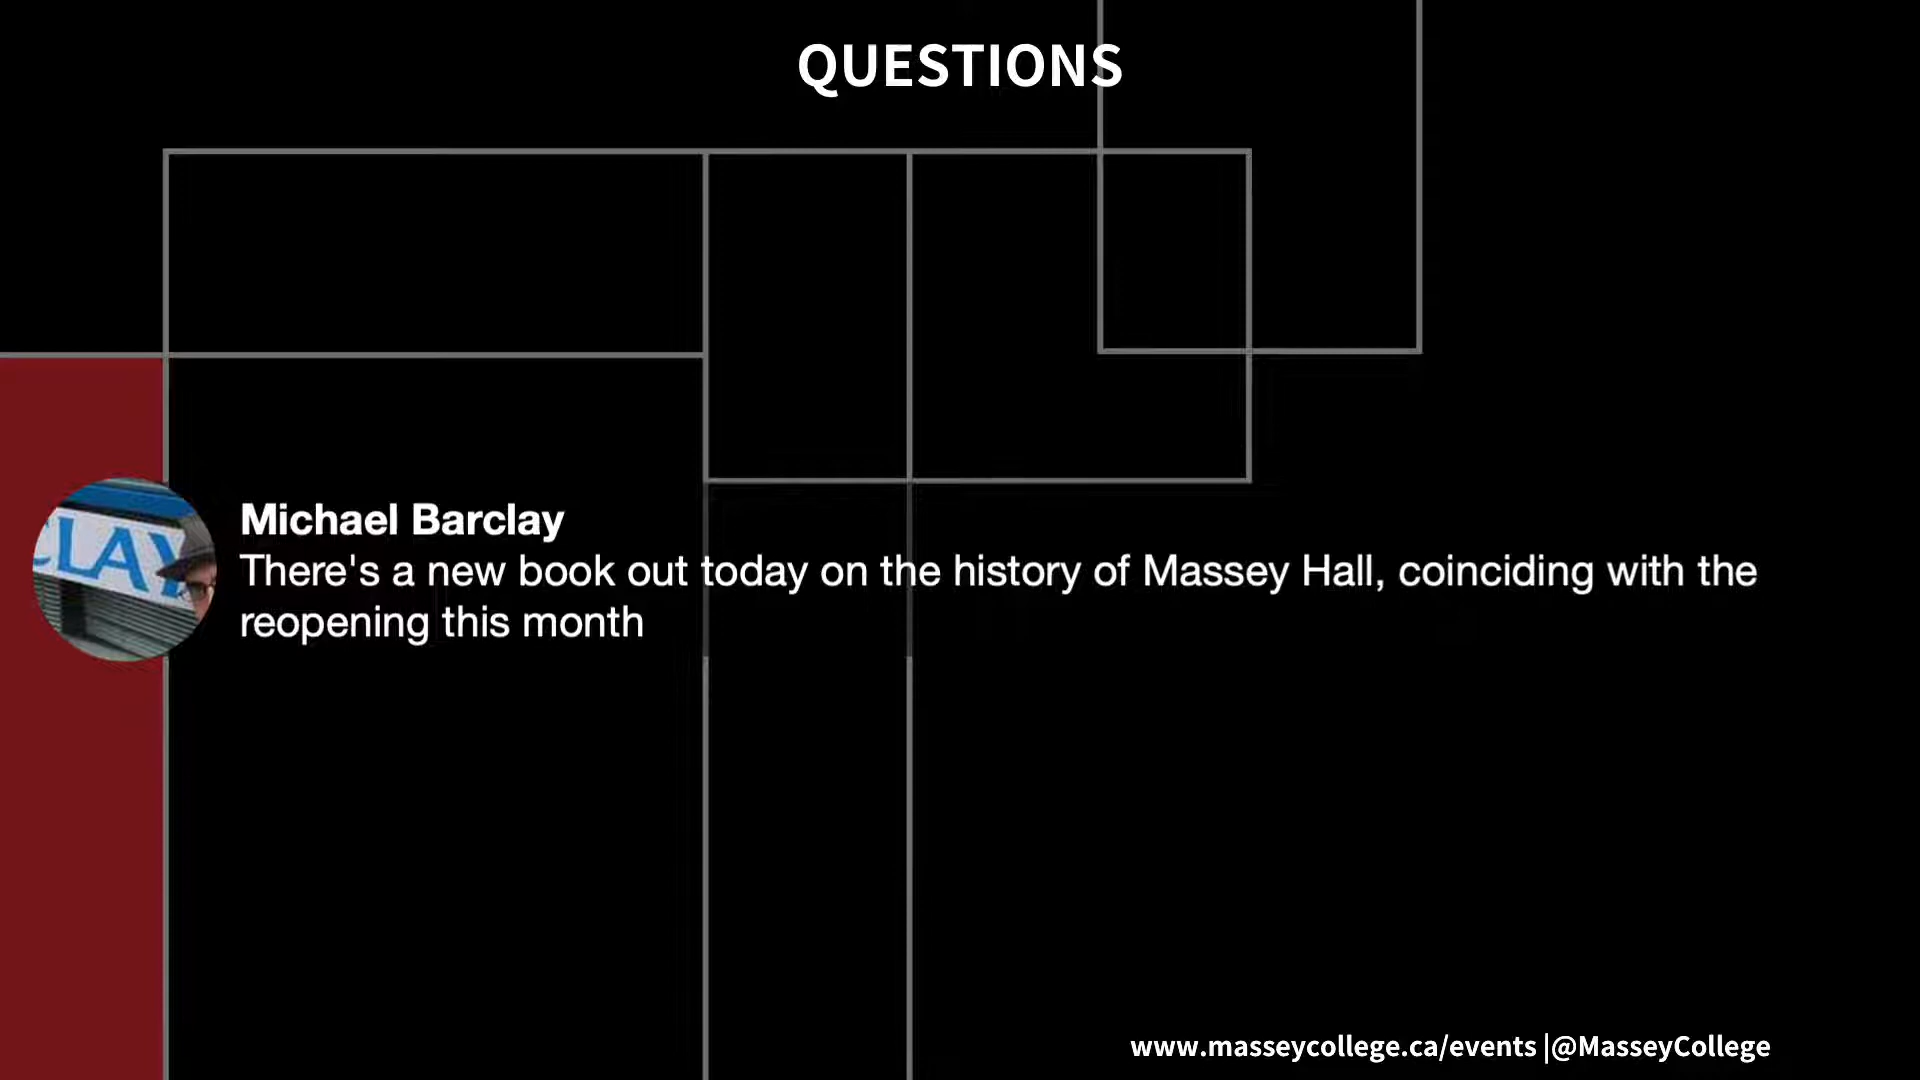 QUESTIONS
CLAY
Michael Barclay
There's a new book out today on the history of Massey Hall, coinciding with the
reopening this month
www.masseycollege.ca/events |@MasseyCollege